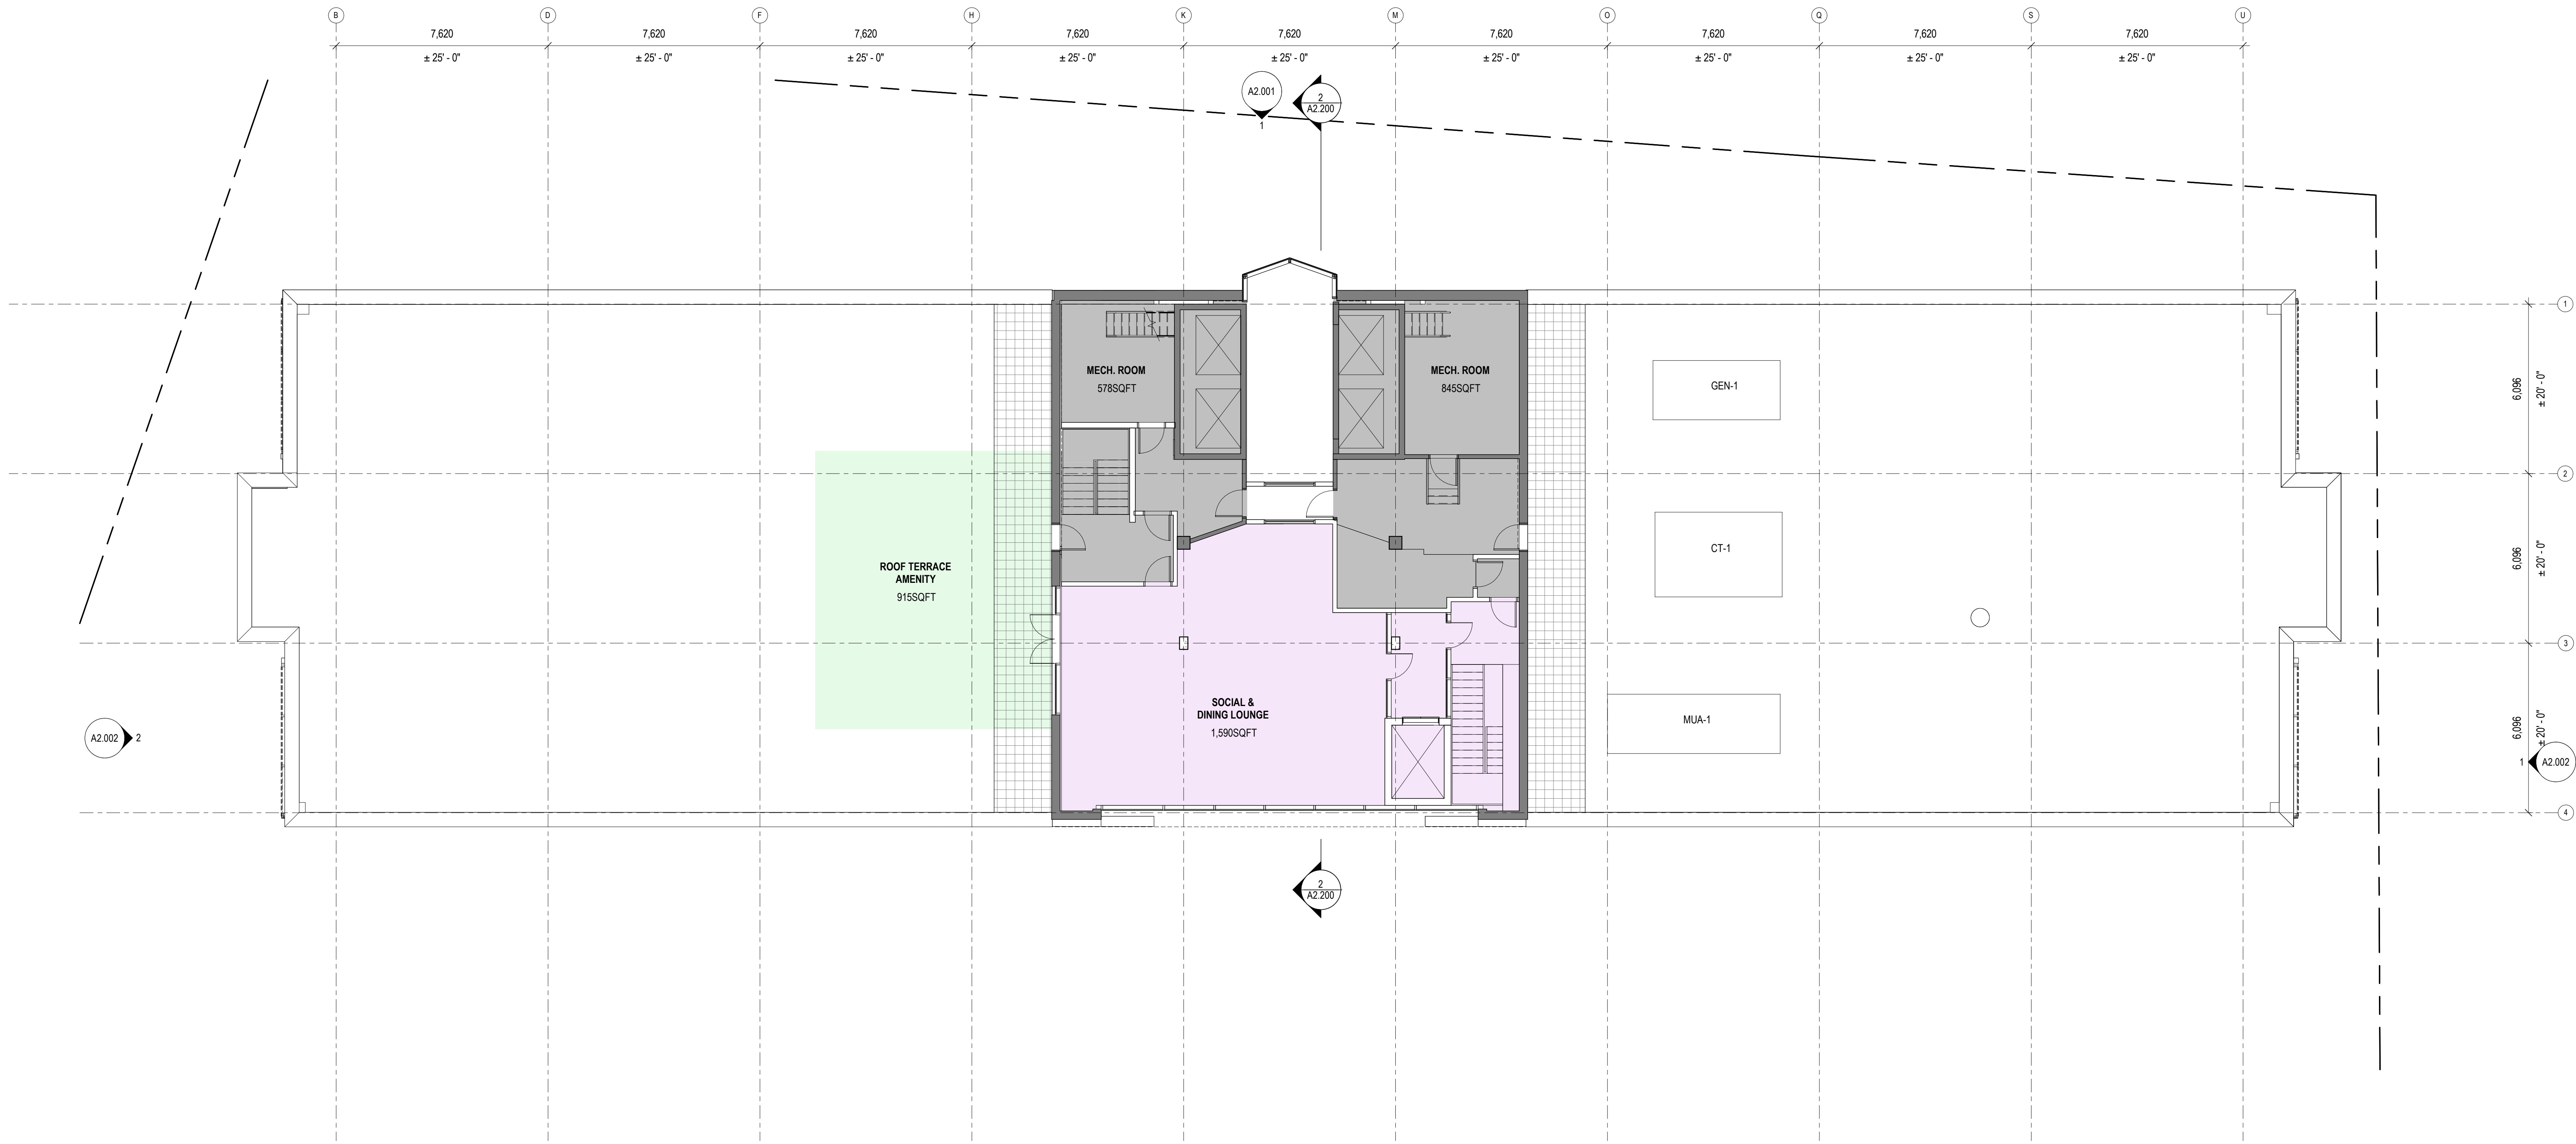 B D F H K M O Q S U
7,620 7,620 7,620 7,620 7,620 7,620 7,620 7,620 7,620
± 25' - 0" ± 25' - 0" ± 25' - 0" ± 25' - 0" ± 25' - 0" ± 25' - 0" ± 25' - 0" ± 25' - 0" ± 25' - 0"
A2.001
1
2
A2.200
1
MECH. ROOM
578SQFT
MECH. ROOM
845SQFT
GEN-1
6,096
± 20' - 0"
2
CT-1
6,096
± 20' - 0"
ROOF TERRACE
AMENITY
915SQFT
3
SOCIAL &
DINING LOUNGE
1,590SQFT
MUA-1
6,096
± 20' - 0"
A2.002 2
1 A2.002
4
2
A2.200